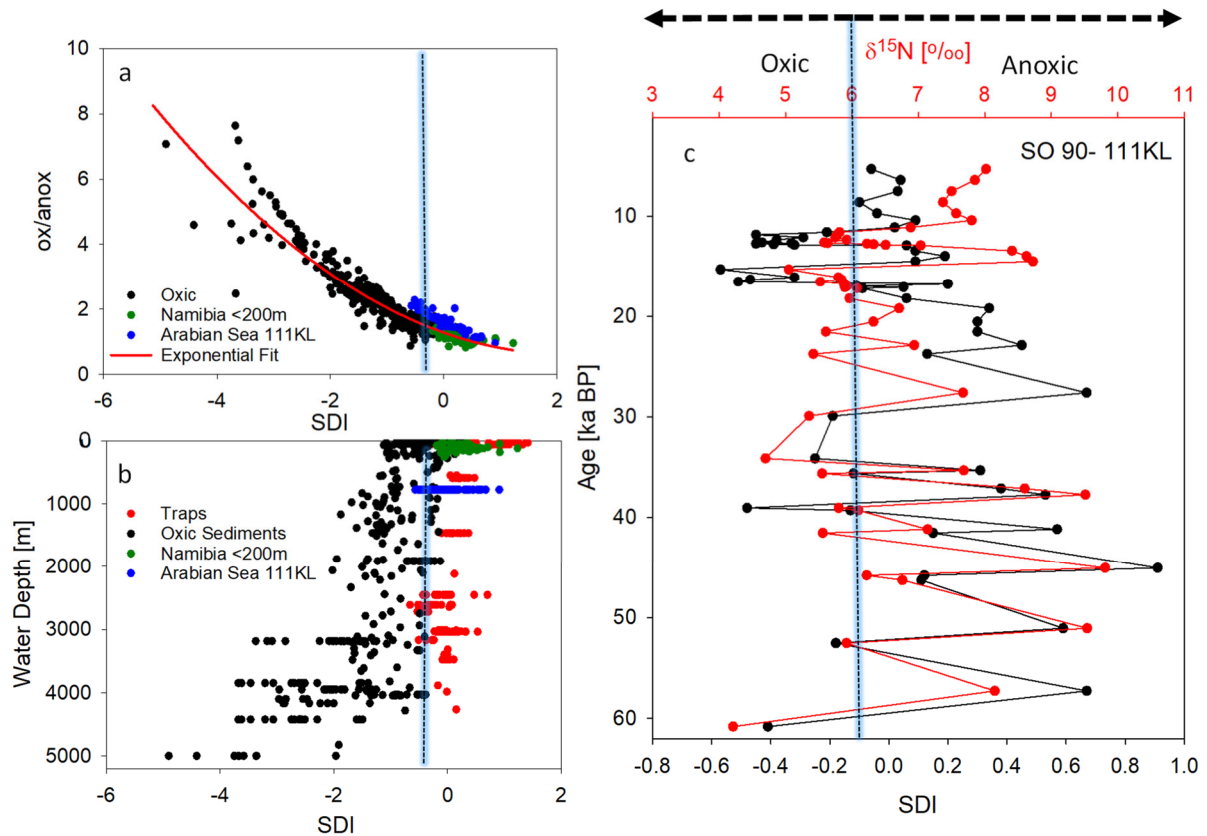 a
10
8
6
4
2
0
ox/anox
Oxic
Namibia <200m
Arabian Sea 111KL
Exponential Fit
-6 -4 -2 0 2
SDI
b
0
1000
2000
3000
4000
5000
Water Depth [m]
Traps
Oxic Sediments
Namibia <200m
Arabian Sea 111KL
-6 -4 -2 0 2
SDI
δ¹⁵N [o/oo]
Oxic Anoxic
3 4 5 6 7 8 9 10 11
c SO 90- 111KL
10
20
30
40
50
60
Age [ka BP]
-0.8 -0.6 -0.4 -0.2 0.0 0.2 0.4 0.6 0.8 1.0
SDI